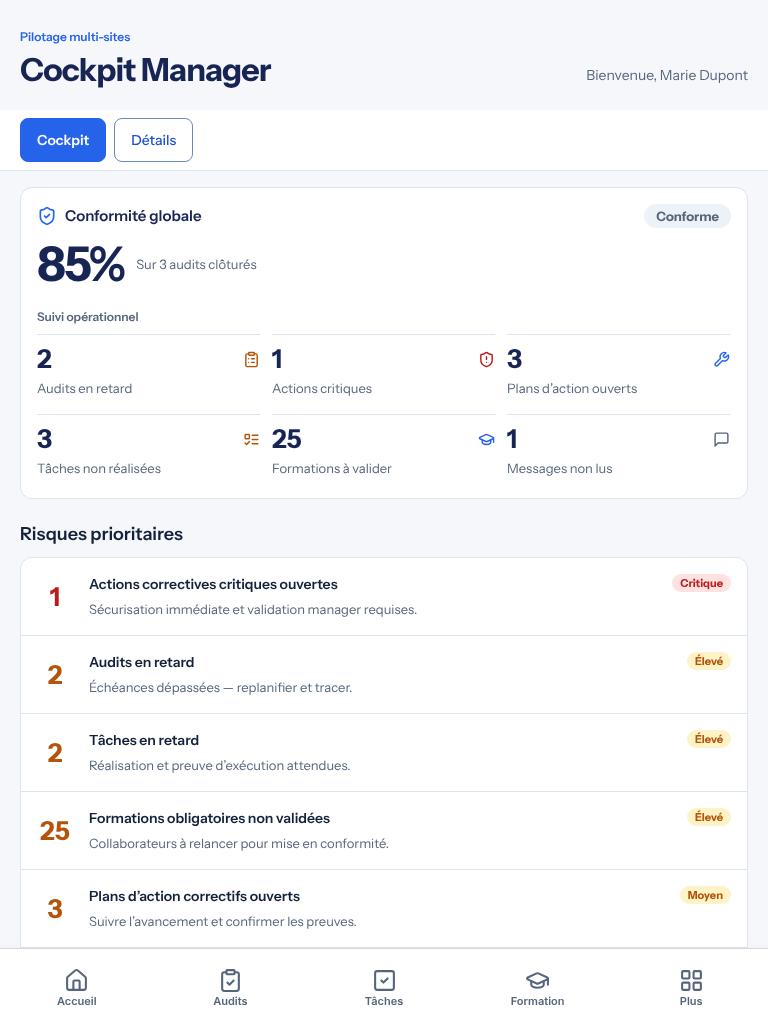 Pilotage multi-sites
Cockpit Manager
Bienvenue, Marie Dupont
Cockpit
Détails
Conformité globale
Conforme
85%
Sur 3 audits clôturés
Suivi opérationnel
2
Audits en retard
1
Actions critiques
3
Plans d’action ouverts
3
Tâches non réalisées
25
Formations à valider
1
Messages non lus
Risques prioritaires
1
Actions correctives critiques ouvertes
Critique
Sécurisation immédiate et validation manager requises.
2
Audits en retard
Élevé
Échéances dépassées — replanifier et tracer.
2
Tâches en retard
Élevé
Réalisation et preuve d’exécution attendues.
25
Formations obligatoires non validées
Élevé
Collaborateurs à relancer pour mise en conformité.
3
Plans d’action correctifs ouverts
Moyen
Suivre l’avancement et confirmer les preuves.
Accueil
Audits
Tâches
Formation
Plus